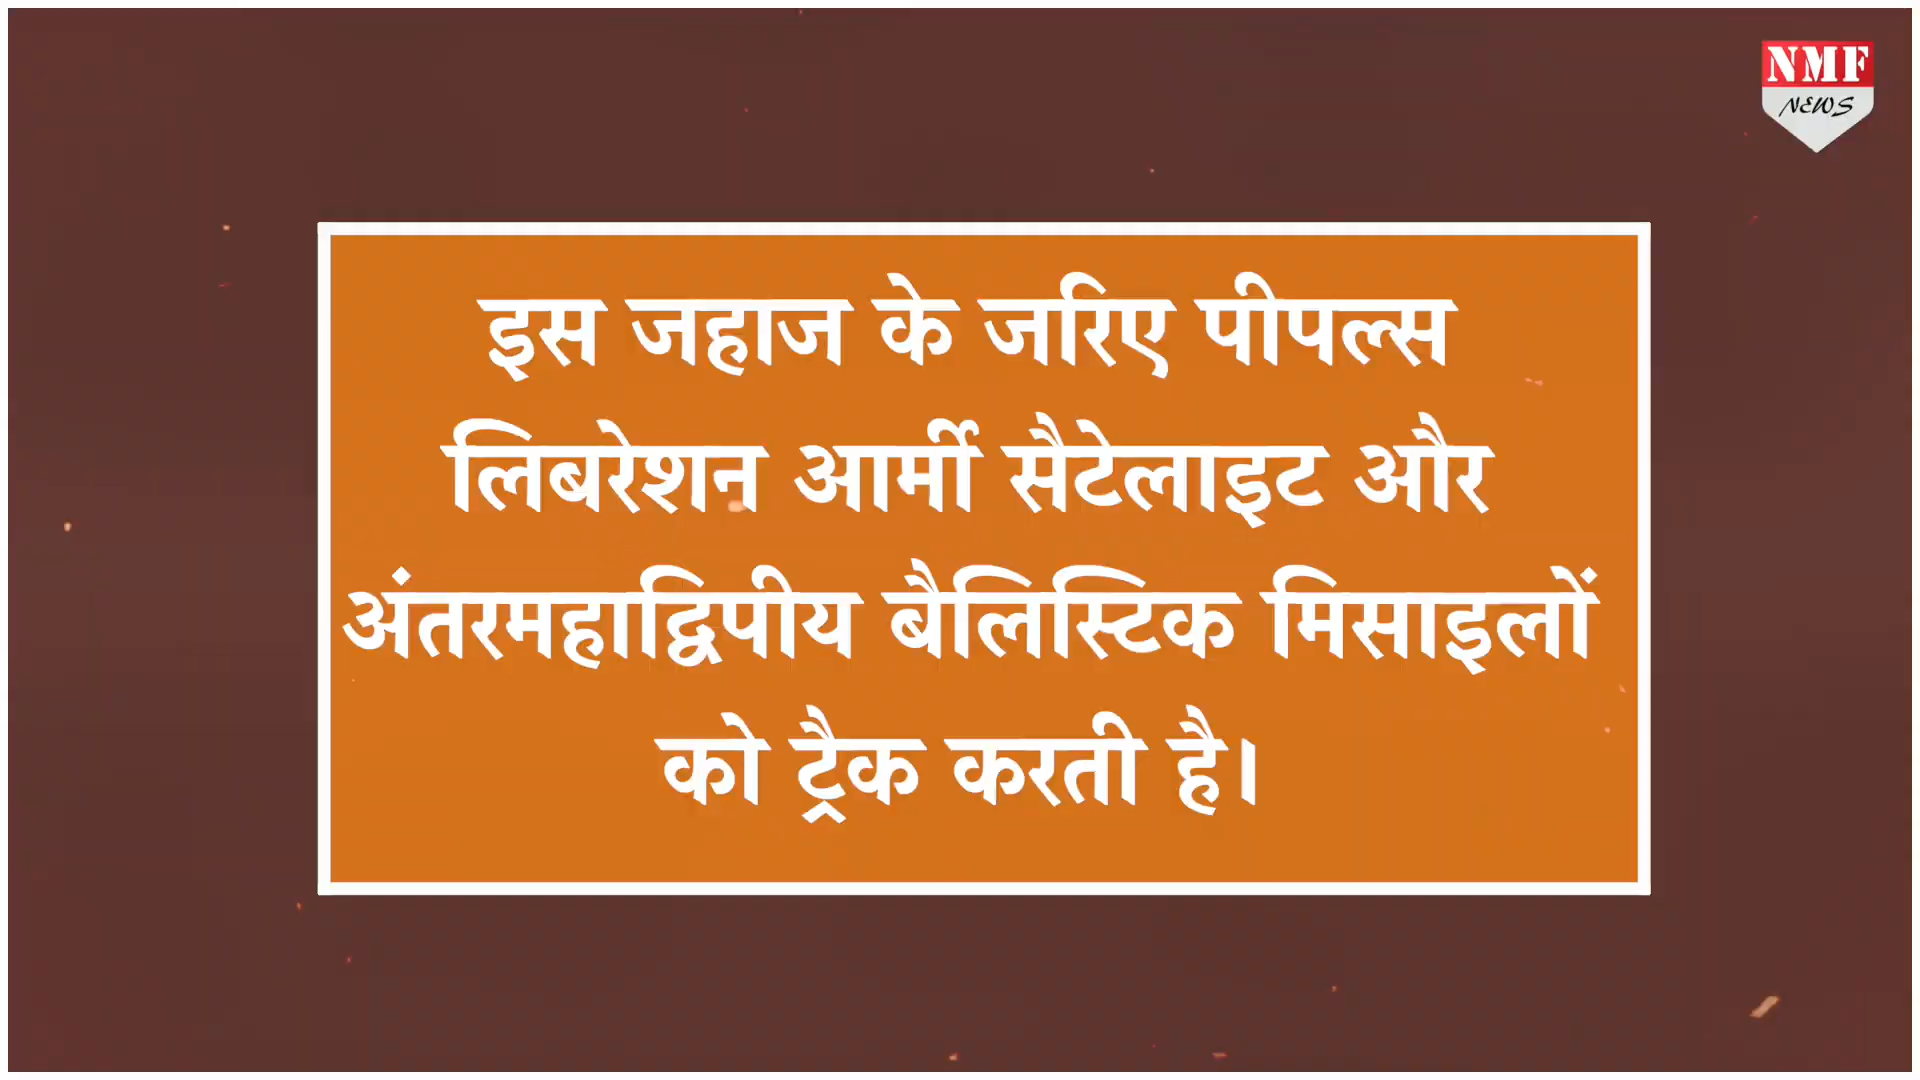 NMF
NEWS
इस जहाज के जरिए पीपल्स
लिबरेशन आर्मी सैटेलाइट और
अंतरमहाद्विपीय बैलिस्टिक मिसाइलों
को ट्रैक करती है।